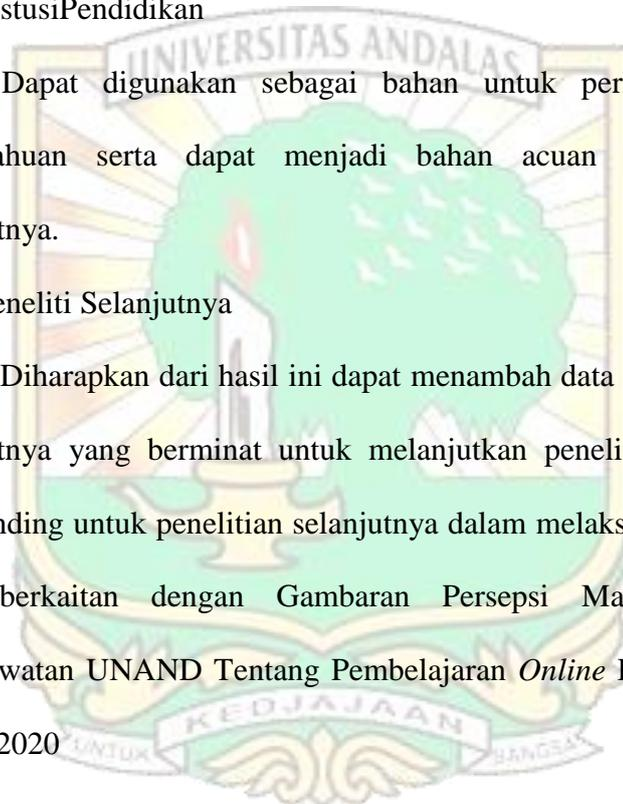 stusiPendidikan
UNIVERSITAS ANDALAS
Dapat digunakan sebagai bahan untuk per
ahuan serta dapat menjadi bahan acuan
tnya.
eneliti Selanjutnya
Diharapkan dari hasil ini dapat menambah data
tnya yang berminat untuk melanjutkan peneli
nding untuk penelitian selanjutnya dalam melaks
berkaitan dengan Gambaran Persepsi Ma
watan UNAND Tentang Pembelajaran Online
KEDJAJAAN
2020
UNTUK BANGSA